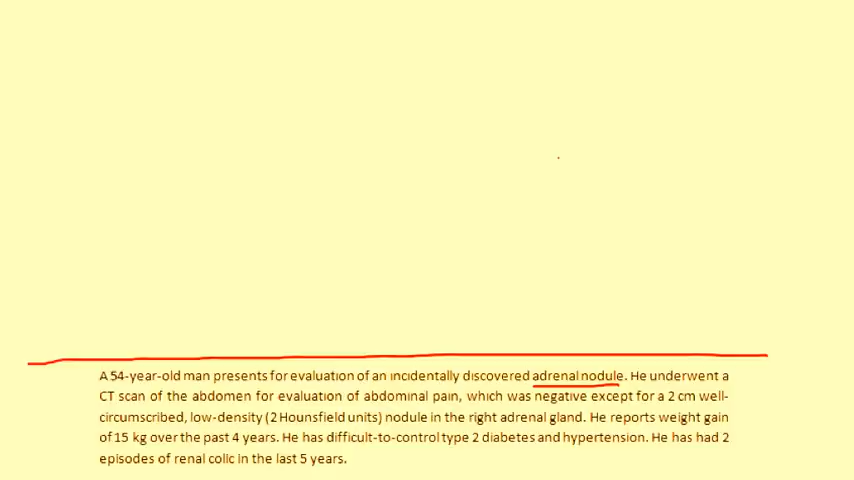 A 54-year-old man presents for evaluation of an incidentally discovered adrenal nodule. He underwent a
CT scan of the abdomen for evaluation of abdominal pain, which was negative except for a 2 cm well-
circumscribed, low-density (2 Hounsfield units) nodule in the right adrenal gland. He reports weight gain
of 15 kg over the past 4 years. He has difficult-to-control type 2 diabetes and hypertension. He has had 2
episodes of renal colic in the last 5 years.